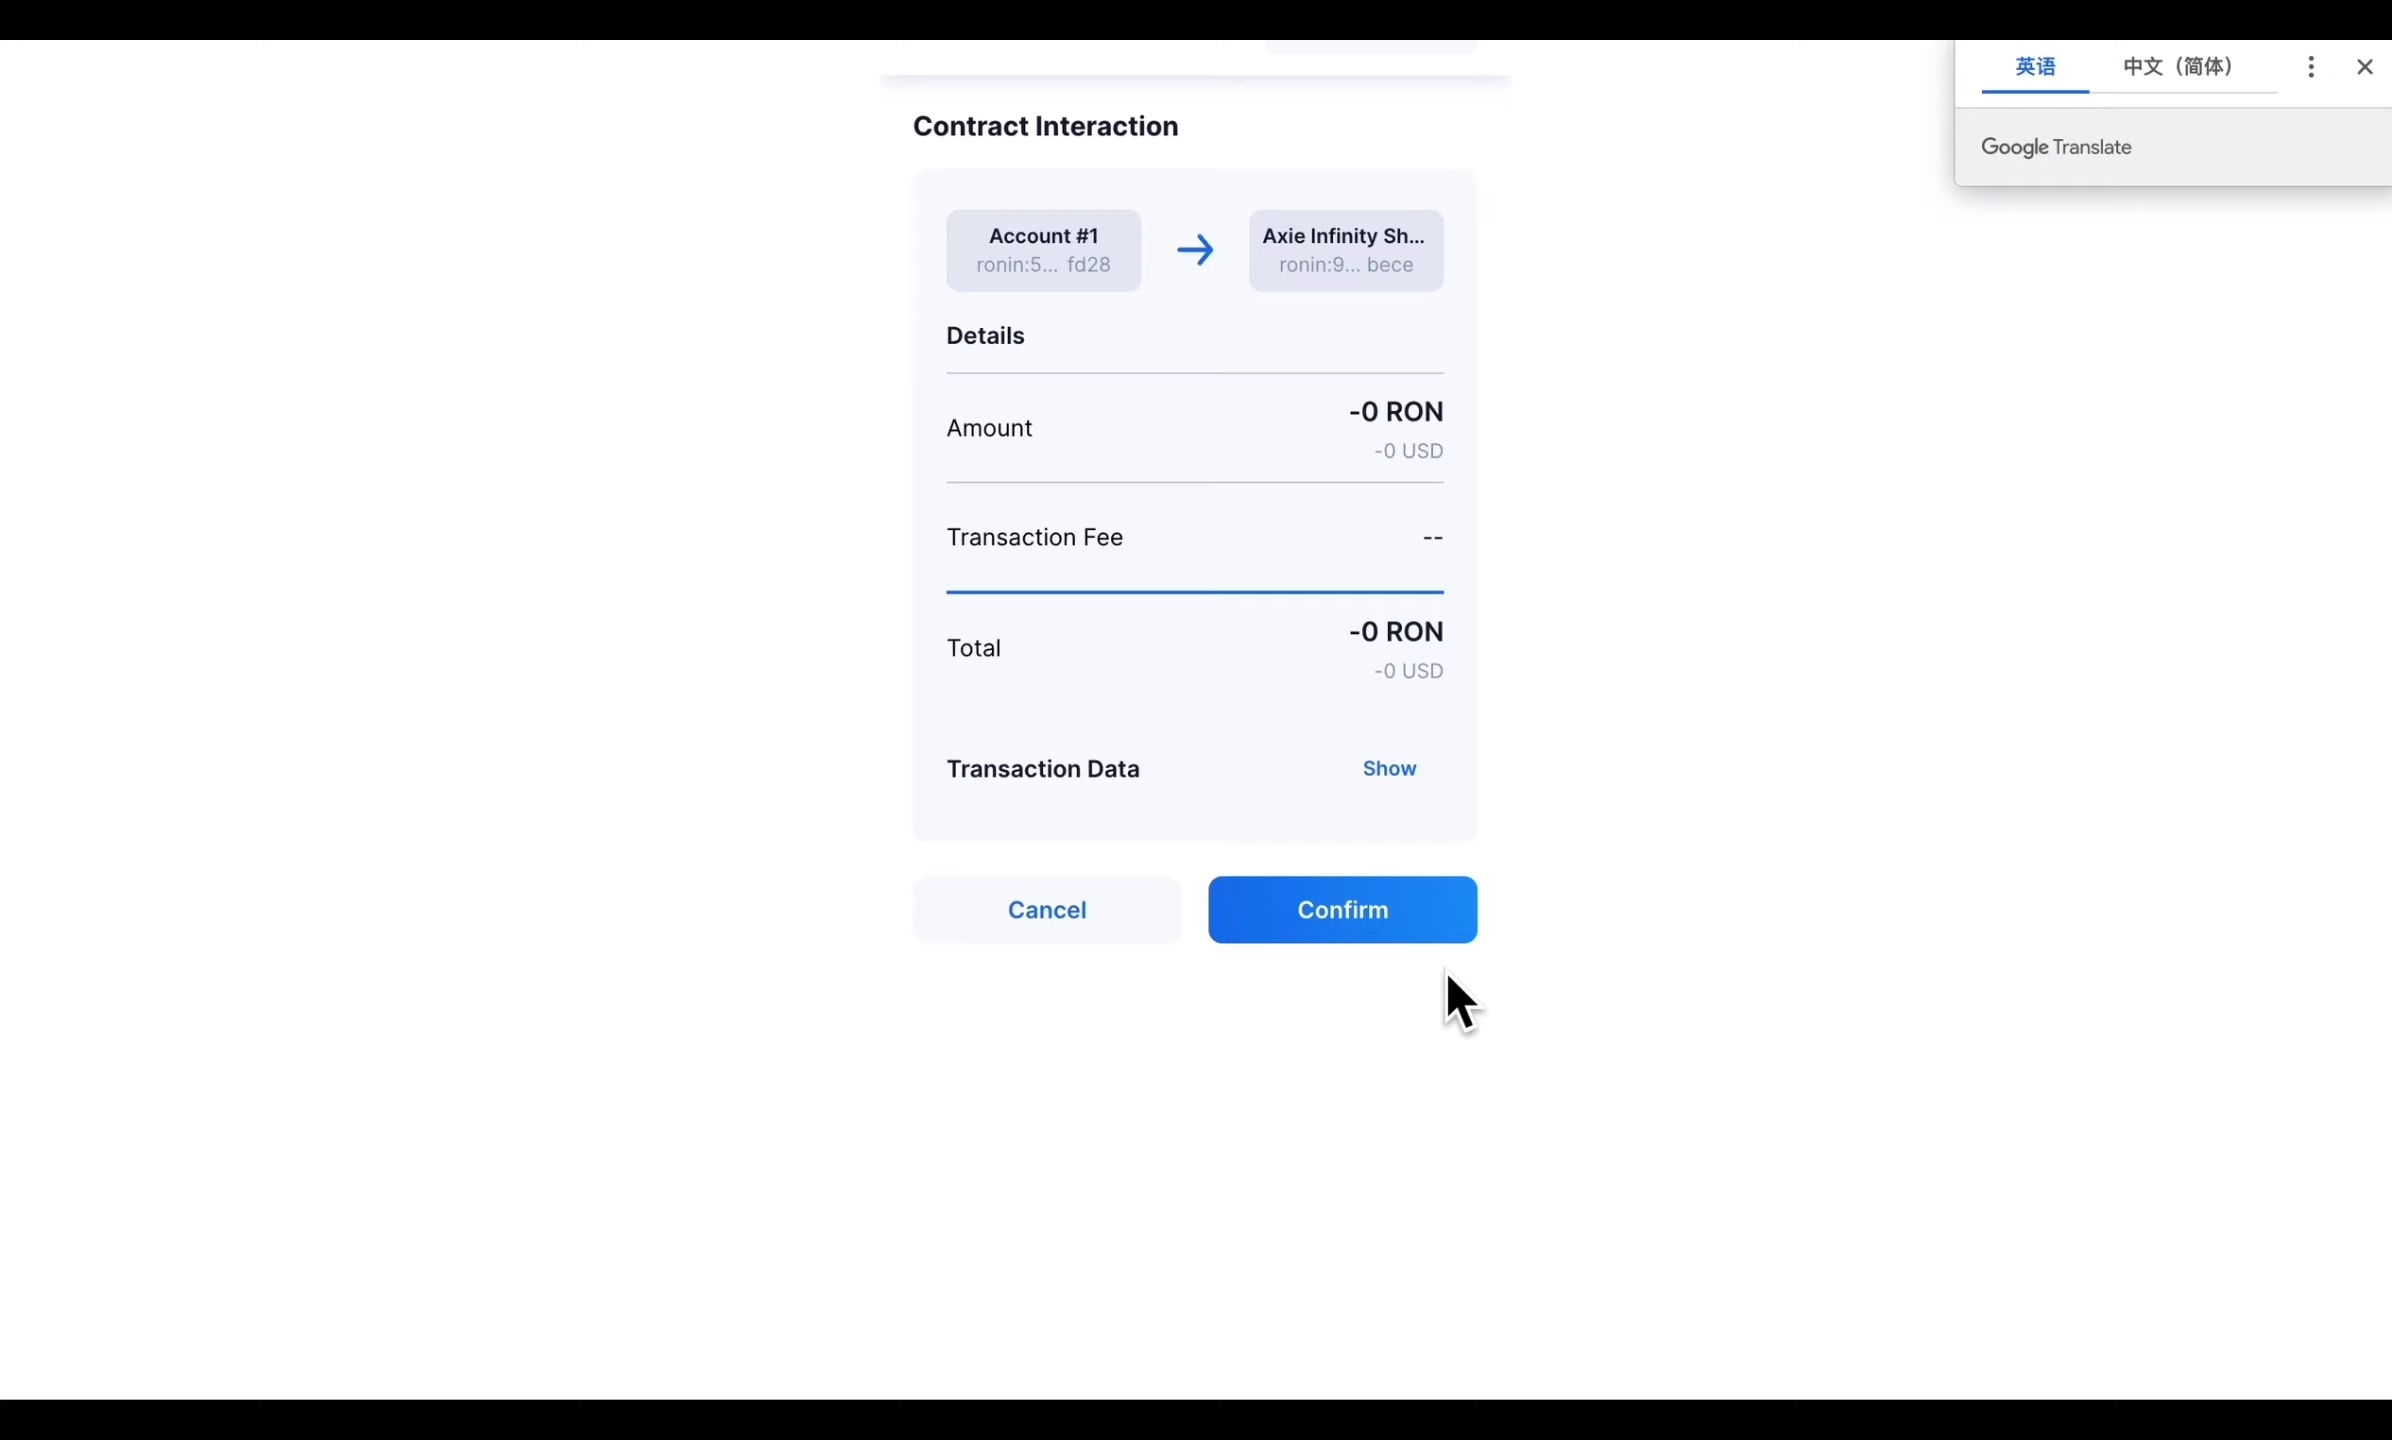 英语
中文（简体）
Google Translate
Contract Interaction
Account #1
ronin:5... fd28
Axie Infinity Sh...
ronin:9... bece
Details
Amount
-0 RON
-0 USD
Transaction Fee
--
Total
-0 RON
-0 USD
Transaction Data
Show
Cancel
Confirm